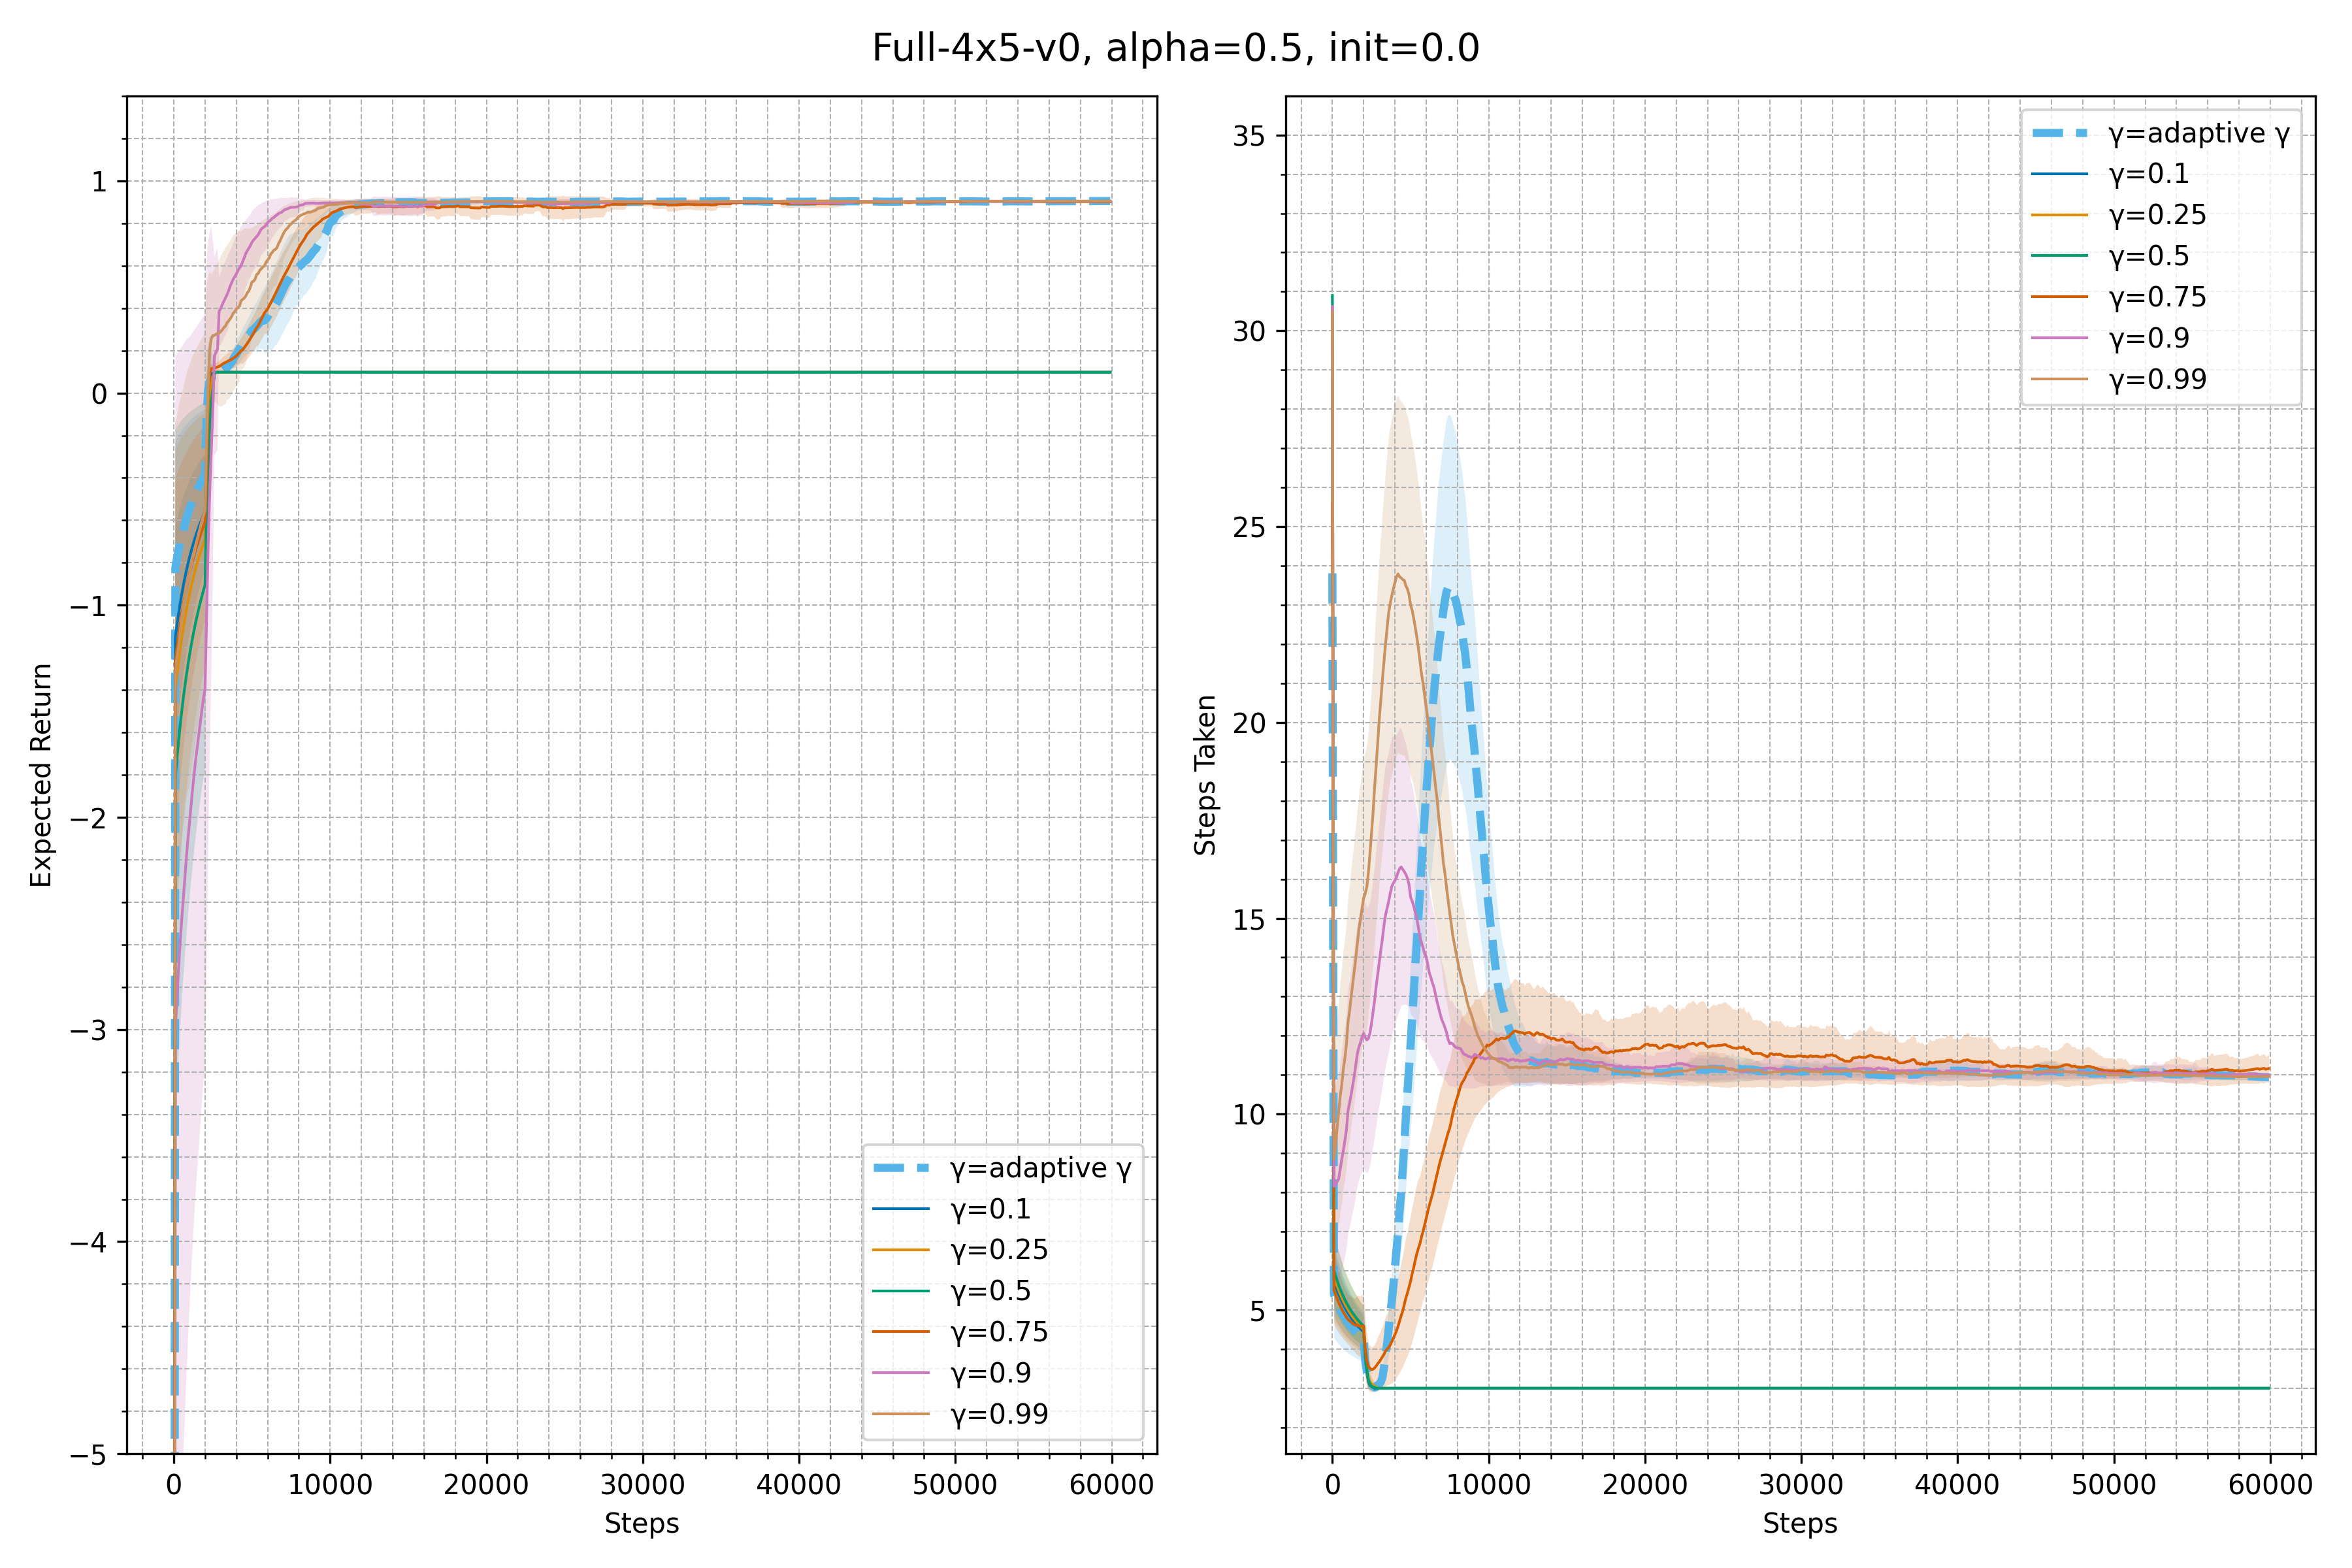 Full-4x5-v0, alpha=0.5, init=0.0
Expected Return
1
0
−1
−2
−3
−4
−5
0 10000 20000 30000 40000 50000 60000
Steps
γ=adaptive γ
γ=0.1
γ=0.25
γ=0.5
γ=0.75
γ=0.9
γ=0.99
Steps Taken
35
30
25
20
15
10
5
0 10000 20000 30000 40000 50000 60000
Steps
γ=adaptive γ
γ=0.1
γ=0.25
γ=0.5
γ=0.75
γ=0.9
γ=0.99